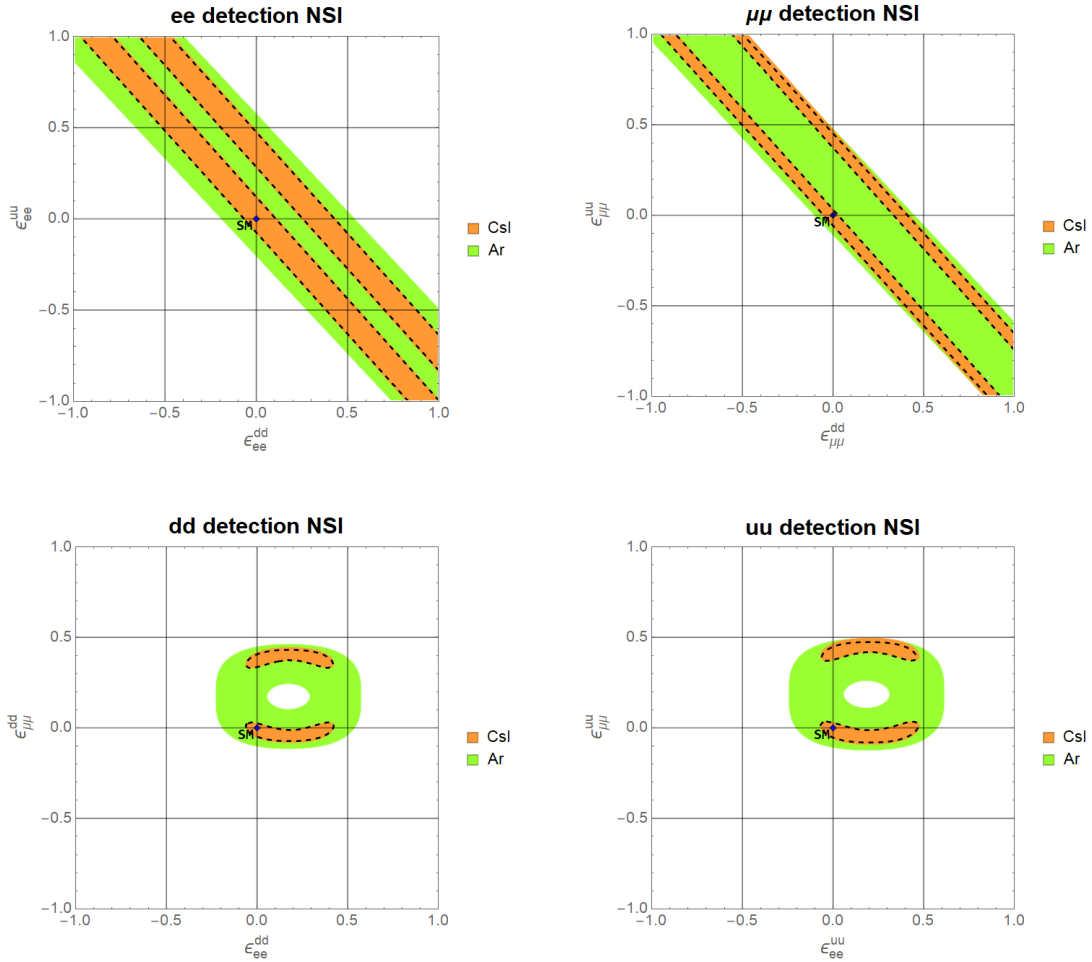 ee detection NSI
1.0
0.5
0.0
−0.5
−1.0
ϵ_ee^uu
SM
−1.0 −0.5 0.0 0.5 1.0
ϵ_ee^dd
CsI
Ar
μμ detection NSI
1.0
0.5
0.0
−0.5
−1.0
ϵ_μμ^uu
SM
−1.0 −0.5 0.0 0.5 1.0
ϵ_μμ^dd
CsI
Ar
dd detection NSI
1.0
0.5
0.0
−0.5
−1.0
ϵ_μμ^dd
SM
−1.0 −0.5 0.0 0.5 1.0
ϵ_ee^dd
CsI
Ar
uu detection NSI
1.0
0.5
0.0
−0.5
−1.0
ϵ_μμ^uu
SM
−1.0 −0.5 0.0 0.5 1.0
ϵ_ee^uu
CsI
Ar